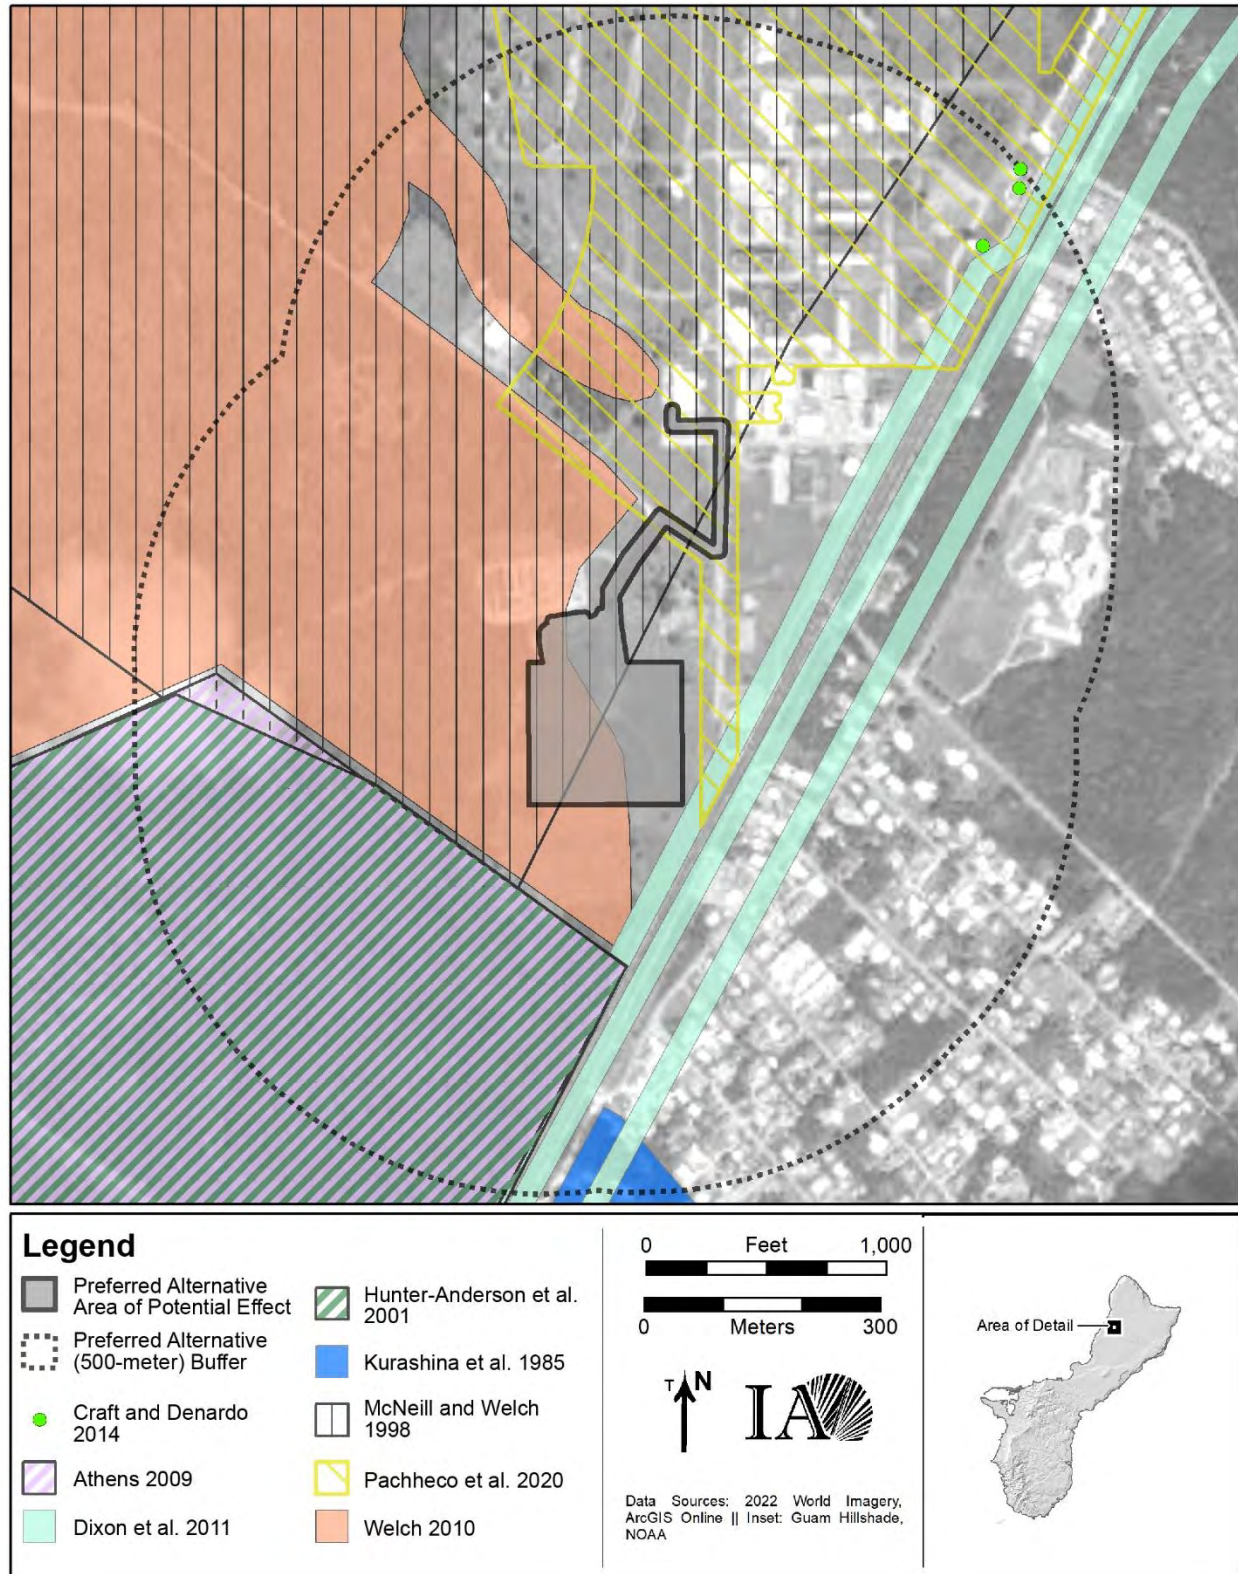 Legend
Preferred Alternative
Area of Potential Effect
Preferred Alternative
(500-meter) Buffer
Craft and Denardo
2014
Athens 2009
Dixon et al. 2011
Hunter-Anderson et al.
2001
Kurashina et al. 1985
McNeill and Welch
1998
Pachheco et al. 2020
Welch 2010
0 Feet 1,000
0 Meters 300
T N
IA
Data Sources: 2022 World Imagery,
ArcGIS Online || Inset: Guam Hillshade,
NOAA
Area of Detail